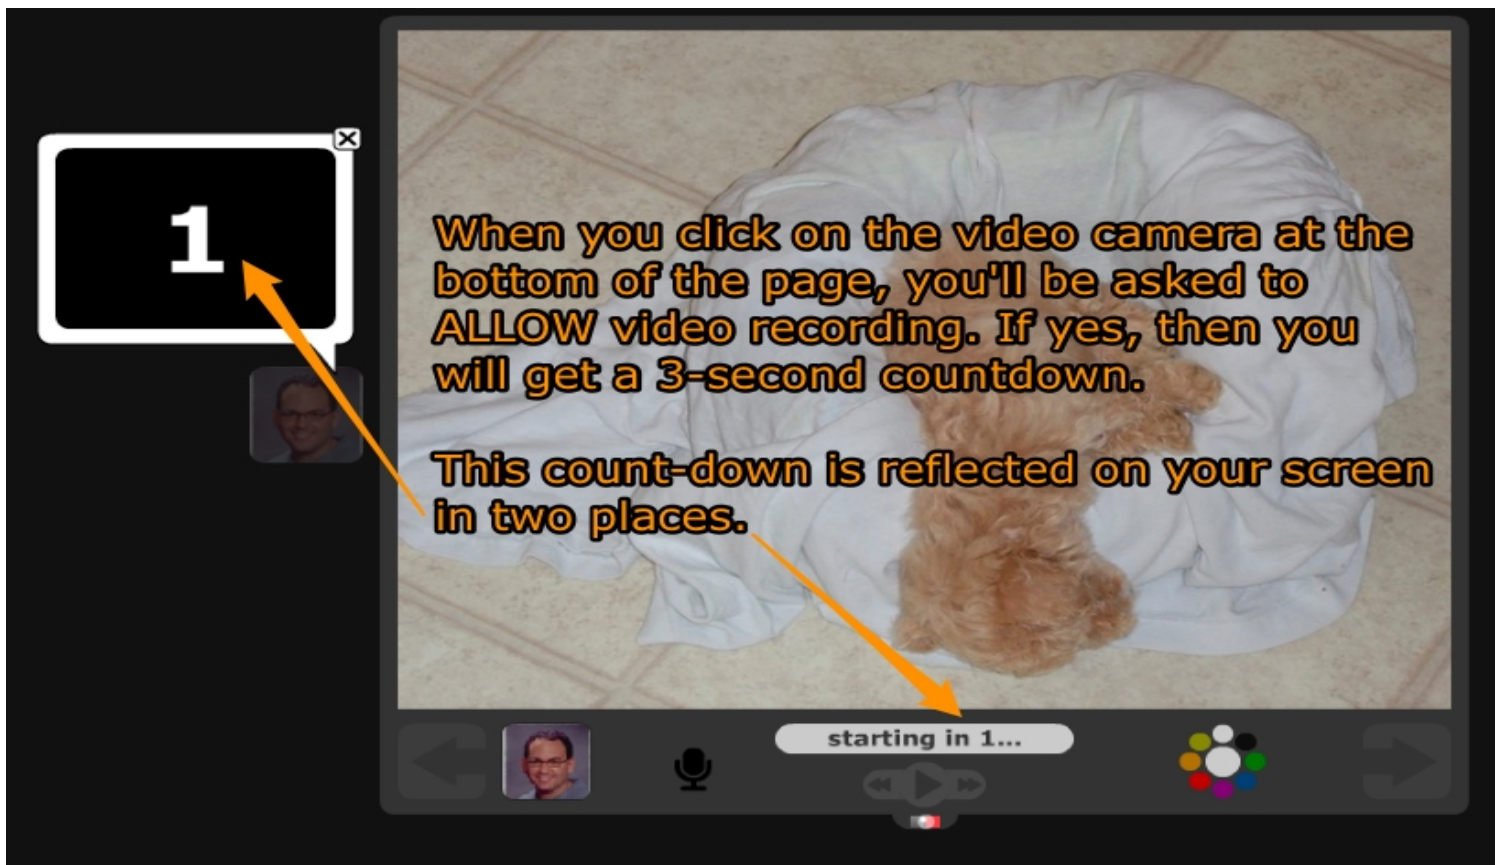 1
When you click on the video camera at the
bottom of the page, you'll be asked to
ALLOW video recording. If yes, then you
will get a 3-second countdown.
This count-down is reflected on your screen
in two places.
starting in 1...